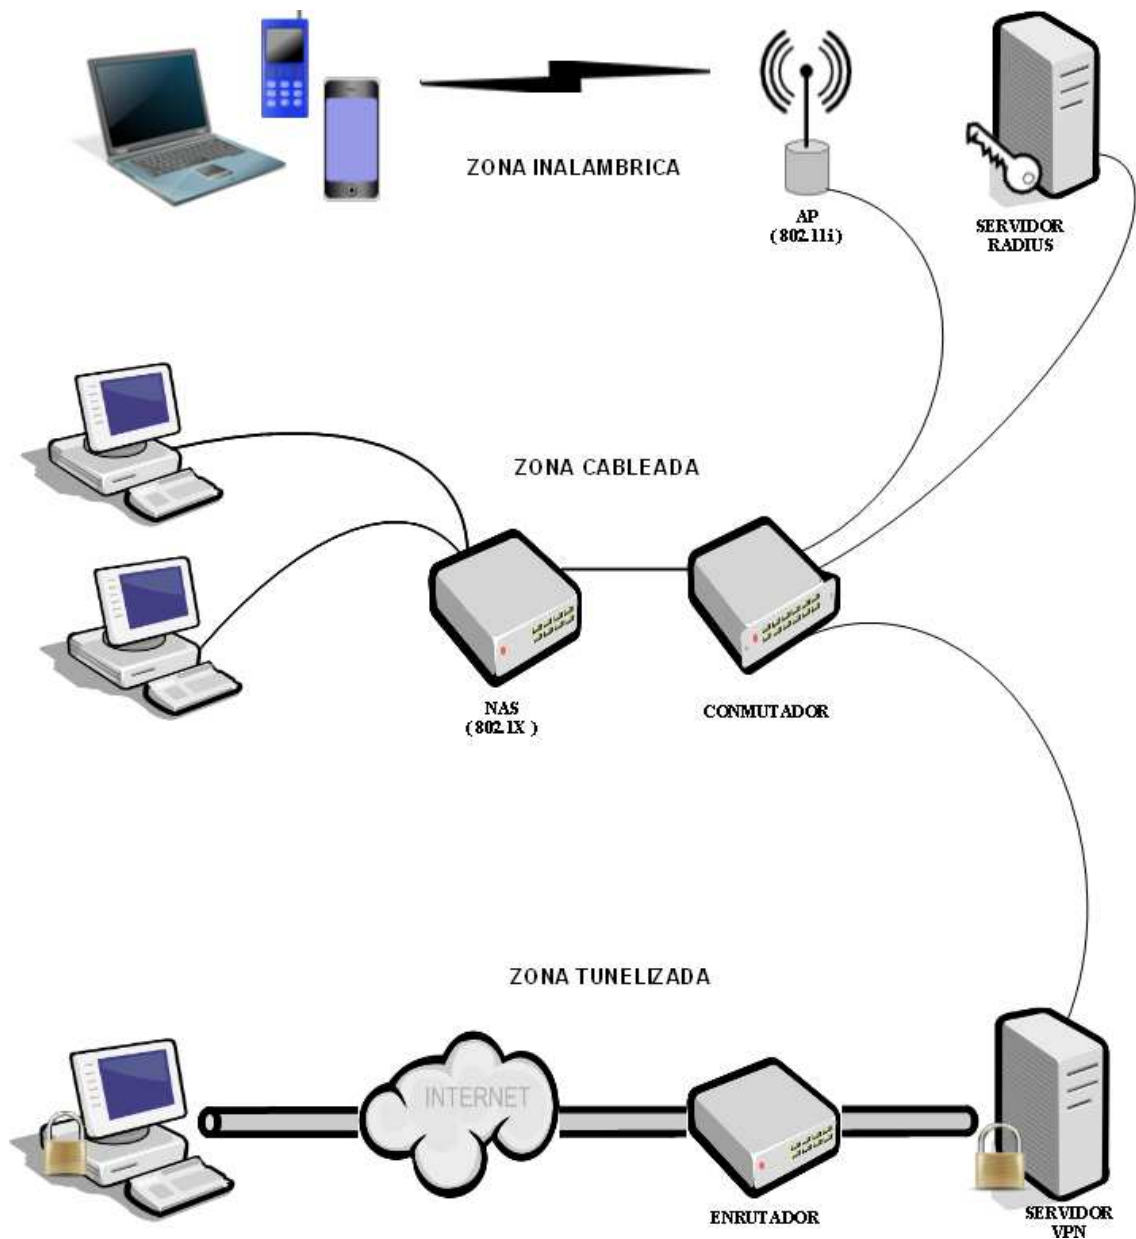 ZONA INALAMBRICA
AP
(802.11i)
SERVIDOR
RADIUS
ZONA CABLEADA
NAS
(802.1X)
CONMUTADOR
ZONA TUNELIZADA
INTERNET
ENRUTADOR
SERVIDOR
VPN